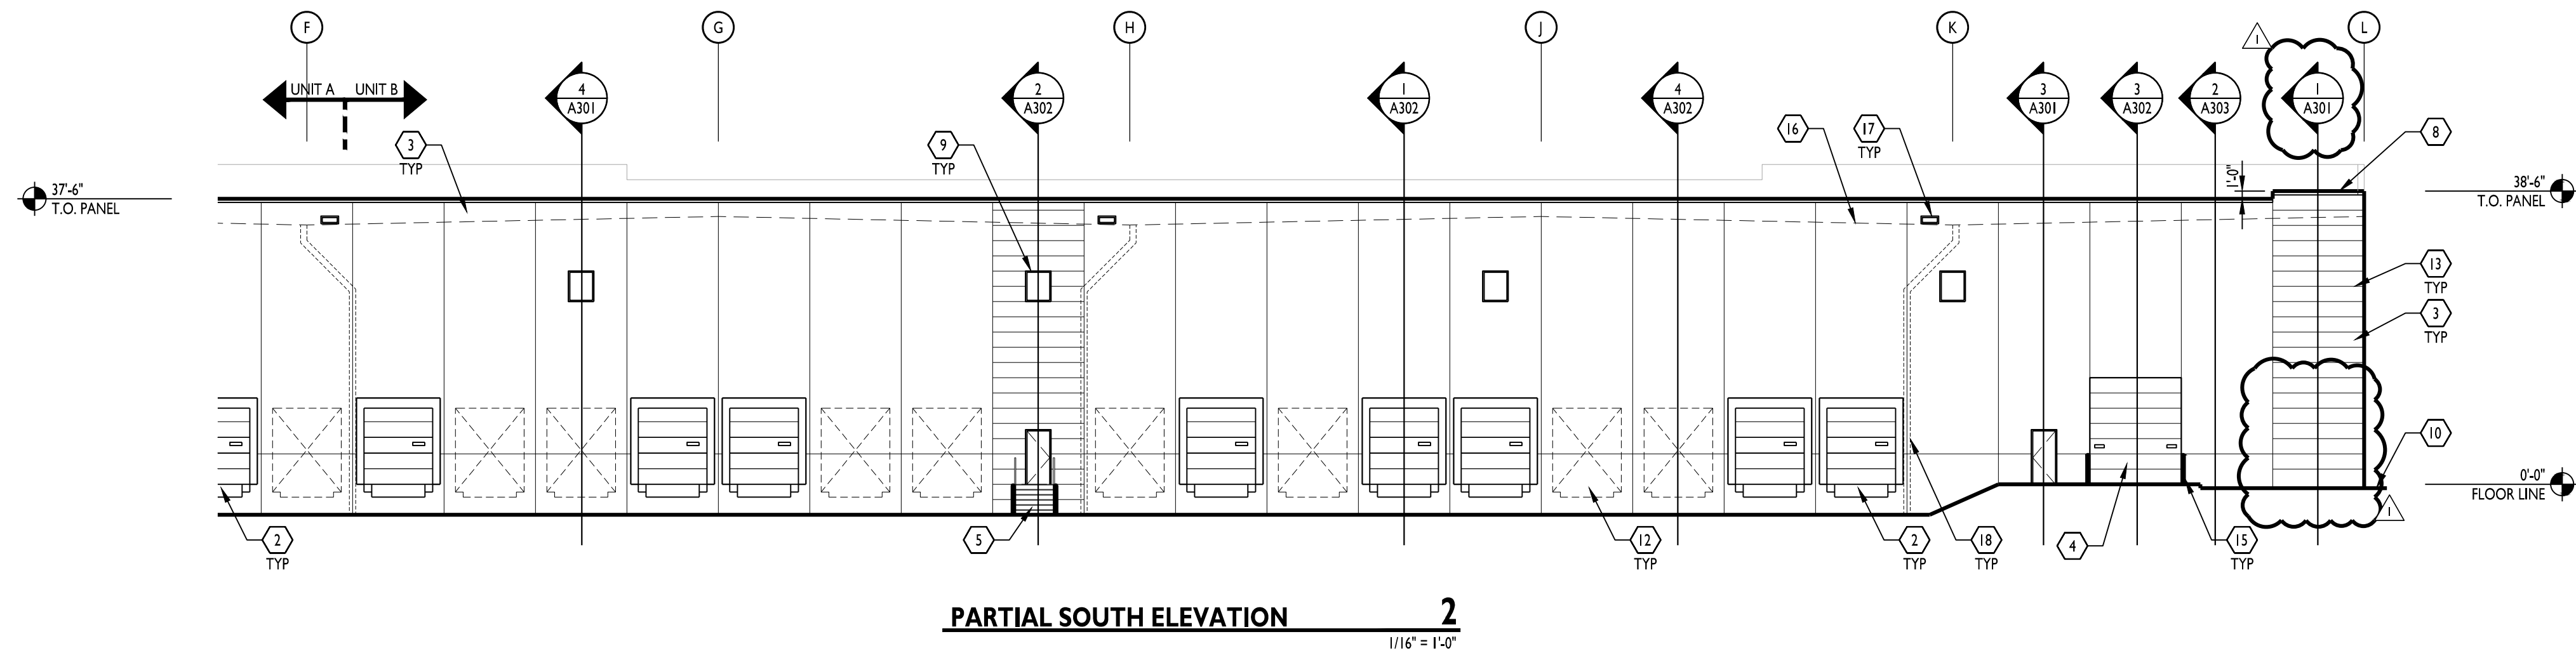 F
G
H
J
K
L
1
UNIT A
UNIT B
4
A301
2
A302
1
A302
4
A302
3
A301
3
A302
2
A303
1
A301
3
TYP
9
TYP
16
17
TYP
8
37'-6"
T.O. PANEL
1'-0"
38'-6"
T.O. PANEL
13
TYP
3
TYP
10
0'-0"
FLOOR LINE
1
2
TYP
5
12
TYP
2
TYP
18
TYP
4
15
TYP
PARTIAL SOUTH ELEVATION 2
1/16" = 1'-0"